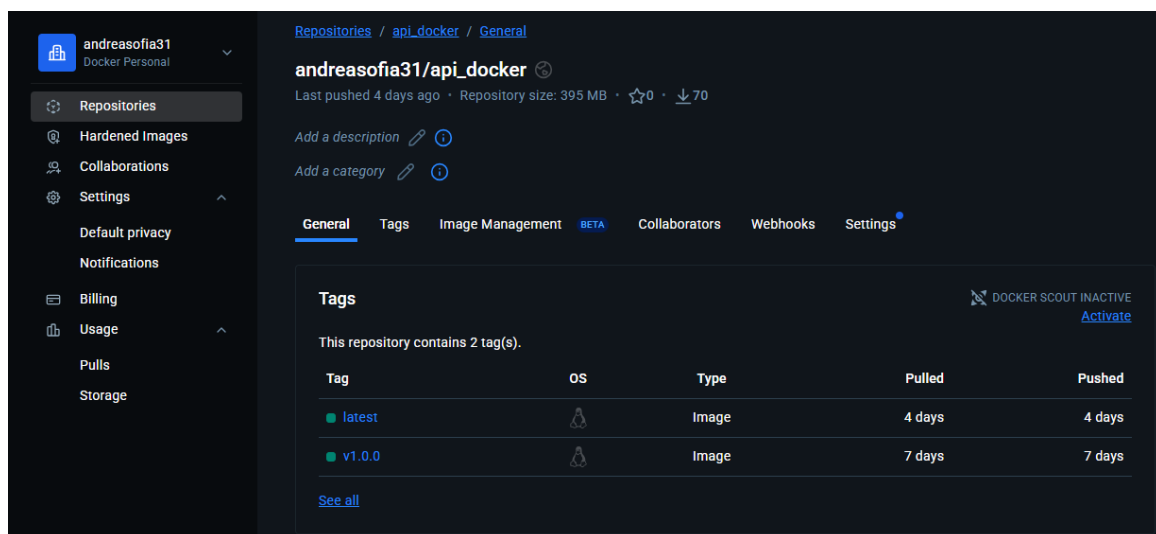 andreasofia31
Docker Personal
Repositories
Hardened Images
Collaborations
Settings
Default privacy
Notifications
Billing
Usage
Pulls
Storage
Repositories / api_docker / General
andreasofia31/api_docker
Last pushed 4 days ago · Repository size: 395 MB · 0 · 70
Add a description
Add a category
General Tags Image Management BETA Collaborators Webhooks Settings
Tags
DOCKER SCOUT INACTIVE
Activate
This repository contains 2 tag(s).
Tag OS Type Pulled Pushed
latest Image 4 days 4 days
v1.0.0 Image 7 days 7 days
See all